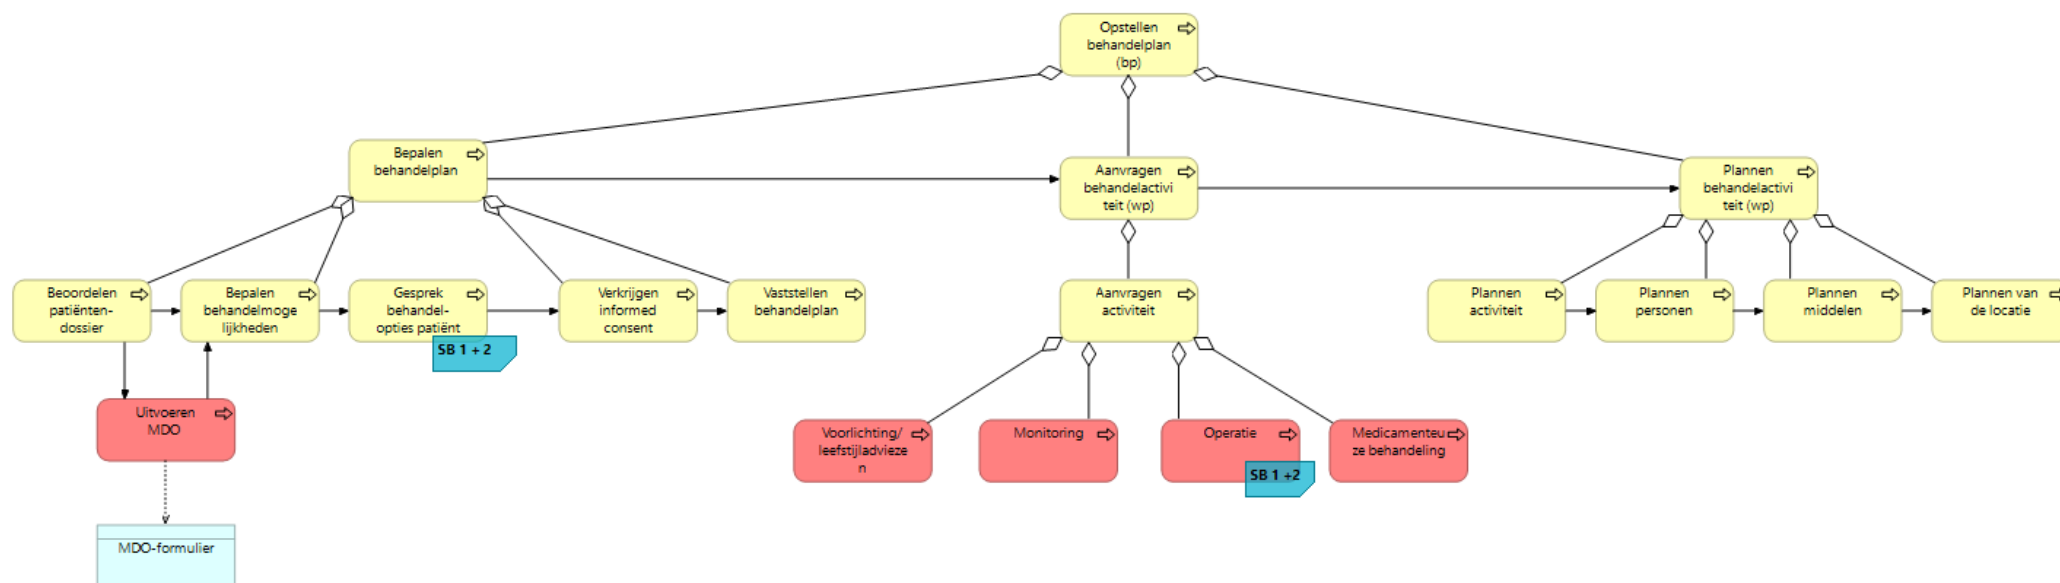 Opstellen
behandelplan
(bp)
Bepalen
behandelplan
Aanvragen
behandelactivi
teit (wp)
Plannen
behandelactivi
teit (wp)
Beoordelen
patiënten-
dossier
Bepalen
behandelmoge
lijkheden
Gesprek
behandel-
opties patiënt
SB 1 + 2
Verkrijgen
informed
consent
Vaststellen
behandelplan
Aanvragen
activiteit
Plannen
activiteit
Plannen
personen
Plannen
middelen
Plannen van
de locatie
Uitvoeren
MDO
Voorlichting/
leefstijladvieze
n
Monitoring
Operatie
SB 1 +2
Medicamenteu
ze behandeling
MDO-formulier